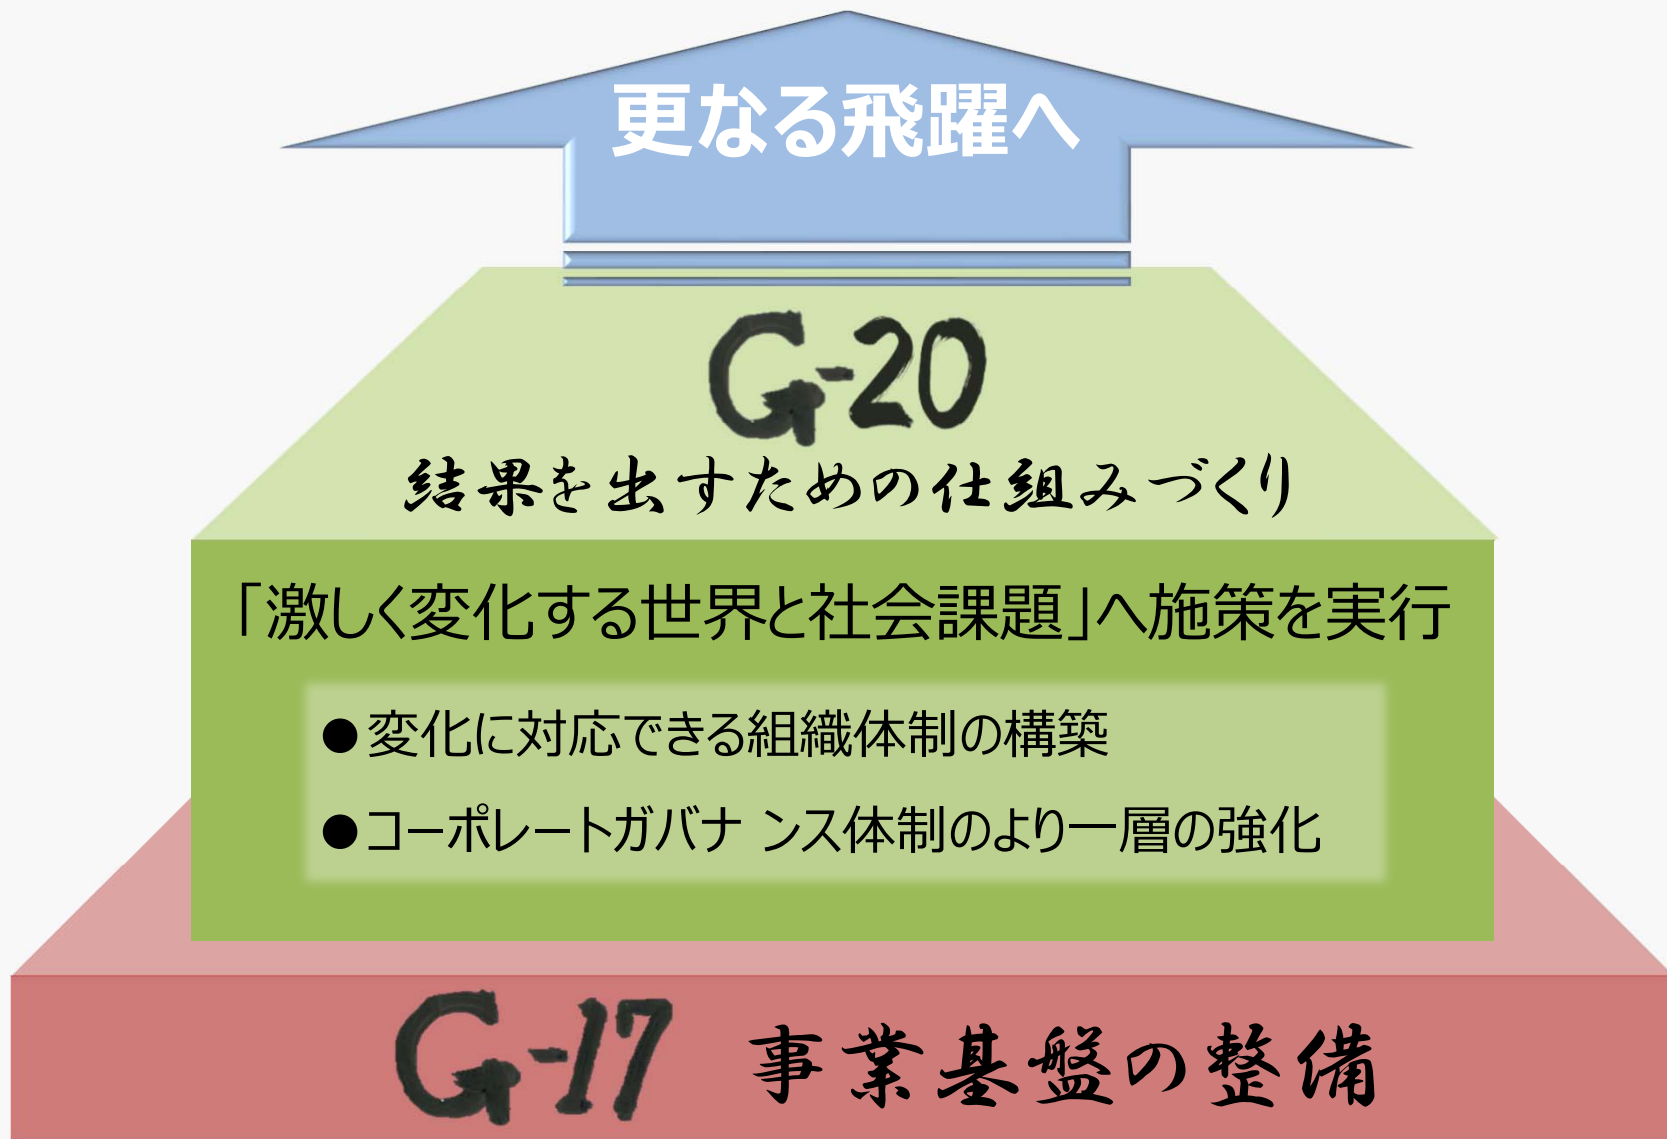 更なる飛躍へ
G-20
結果を出すための仕組みづくり
「激しく変化する世界と社会課題」へ施策を実行
●変化に対応できる組織体制の構築
●コーポレートガバナンス体制のより一層の強化
G-17 事業基盤の整備